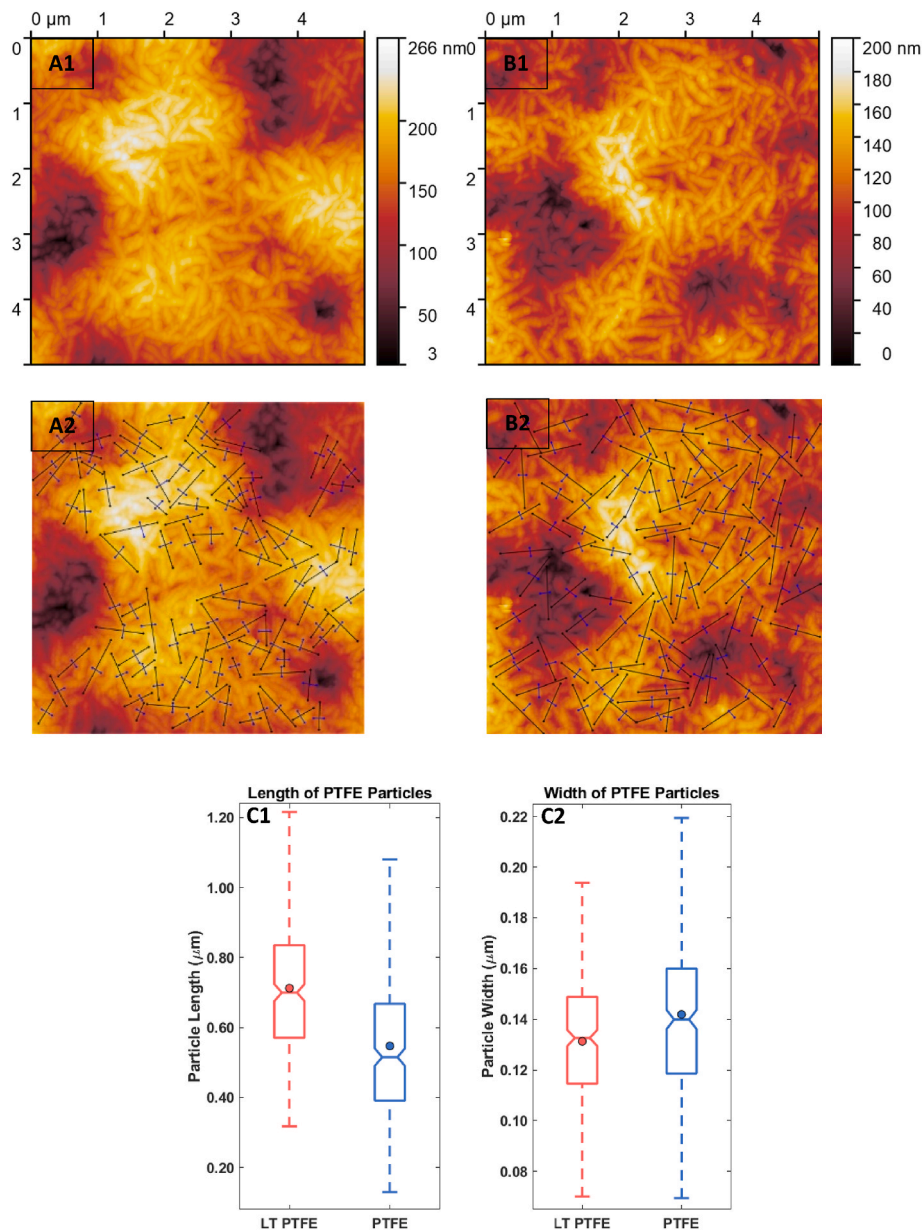 0 µm 1 2 3 4
0
1
2
3
4
A1
266 nm
200
150
100
50
3
0 µm 1 2 3 4
0
1
2
3
4
B1
200 nm
180
160
140
120
100
80
60
40
20
0
A2
B2
Length of PTFE Particles
C1
Particle Length (µm)
1.20
1.00
0.80
0.60
0.40
0.20
LT PTFE PTFE
Width of PTFE Particles
C2
Particle Width (µm)
0.22
0.20
0.18
0.16
0.14
0.12
0.10
0.08
LT PTFE PTFE